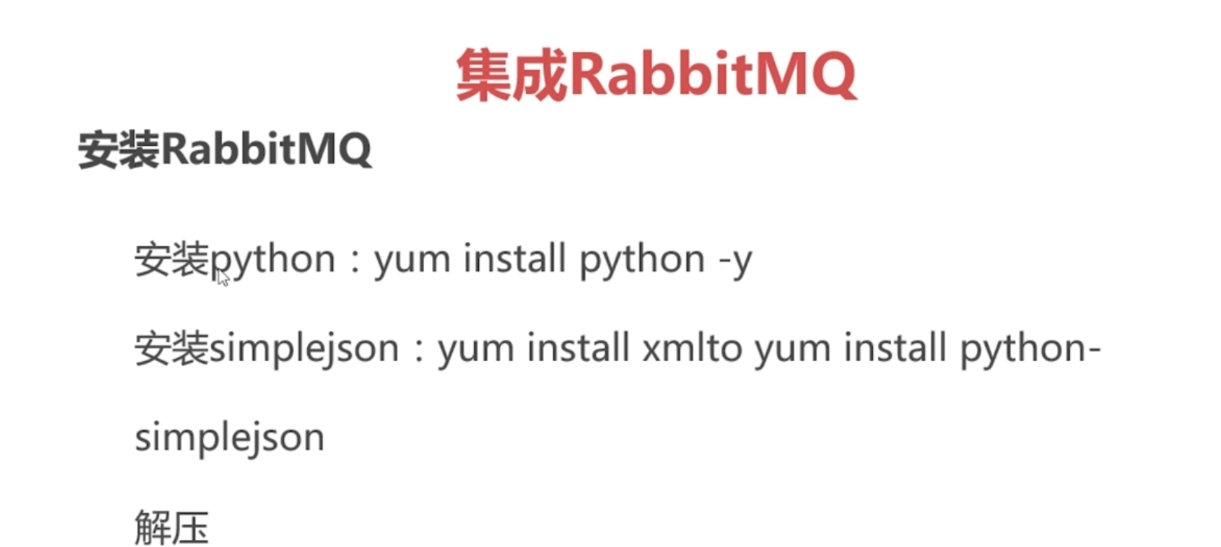 集成RabbitMQ
安装RabbitMQ
安装python：yum install python -y
安装simplejson：yum install xmlto yum install python-
simplejson
解压